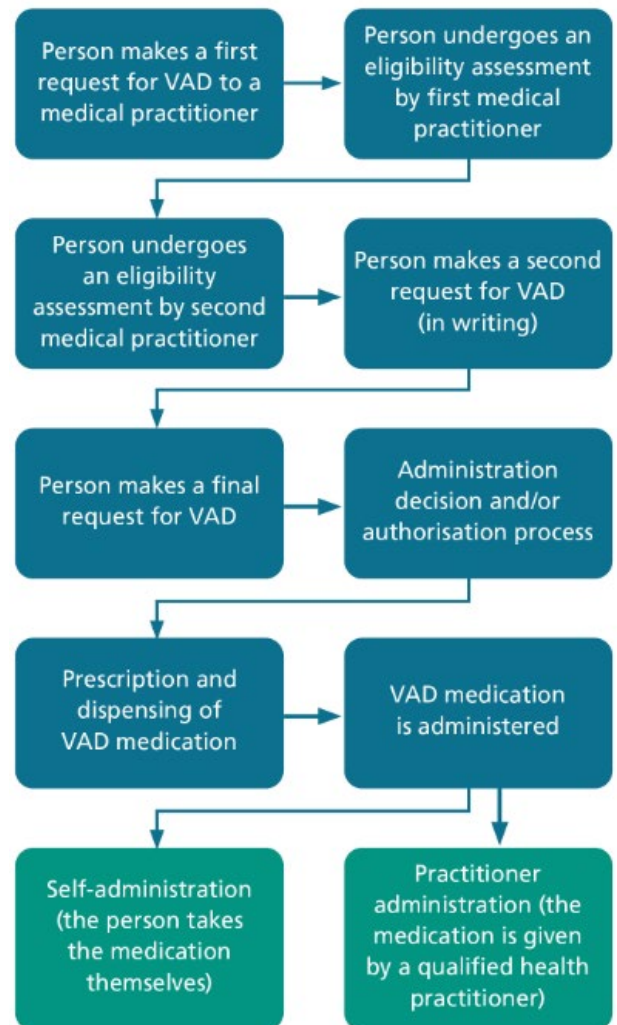 Person makes a first
request for VAD to a
medical practitioner
Person undergoes an
eligibility assessment
by first medical
practitioner
Person undergoes
an eligibility
assessment by second
medical practitioner
Person makes a second
request for VAD
(in writing)
Person makes a final
request for VAD
Administration
decision and/or
authorisation process
Prescription and
dispensing of
VAD medication
VAD medication
is administered
Self-administration
(the person takes
the medication
themselves)
Practitioner
administration (the
medication is given
by a qualified health
practitioner)